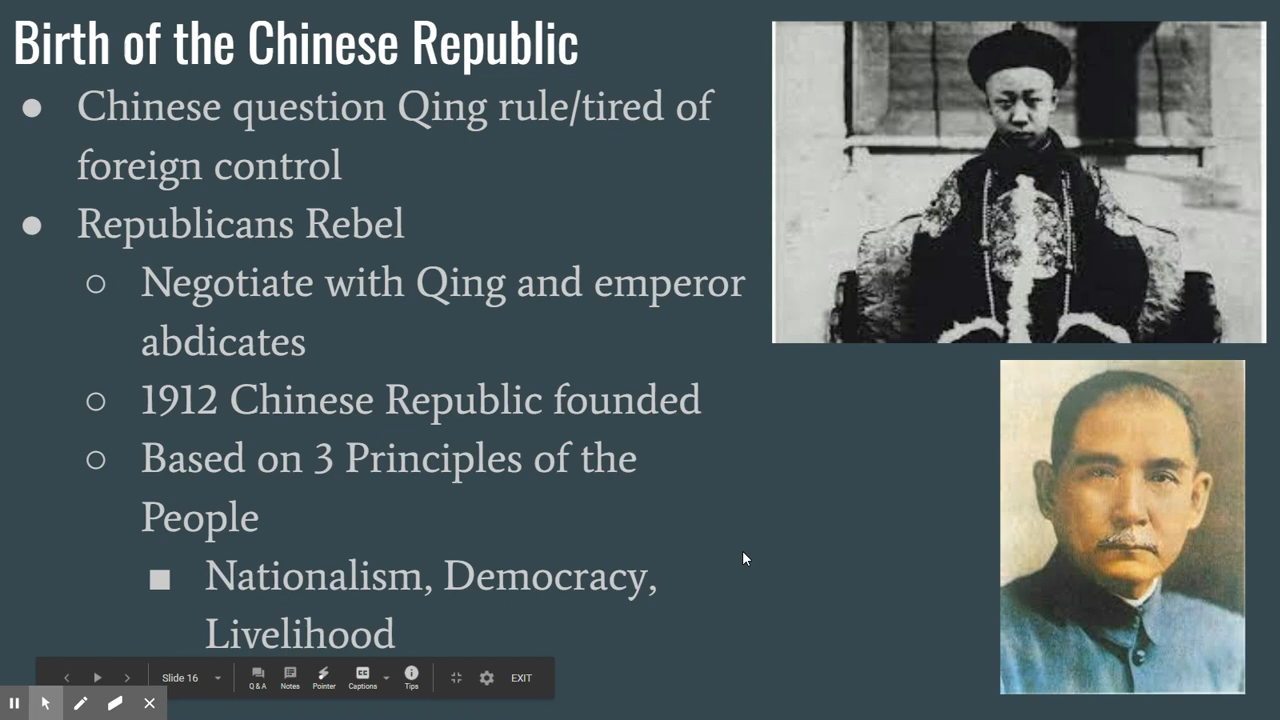 Birth of the Chinese Republic
● Chinese question Qing rule/tired of
foreign control
● Republicans Rebel
○ Negotiate with Qing and emperor
abdicates
○ 1912 Chinese Republic founded
○ Based on 3 Principles of the
People
■ Nationalism, Democracy,
Livelihood
Slide 16 Q & A Notes Pointer Captions Tips EXIT